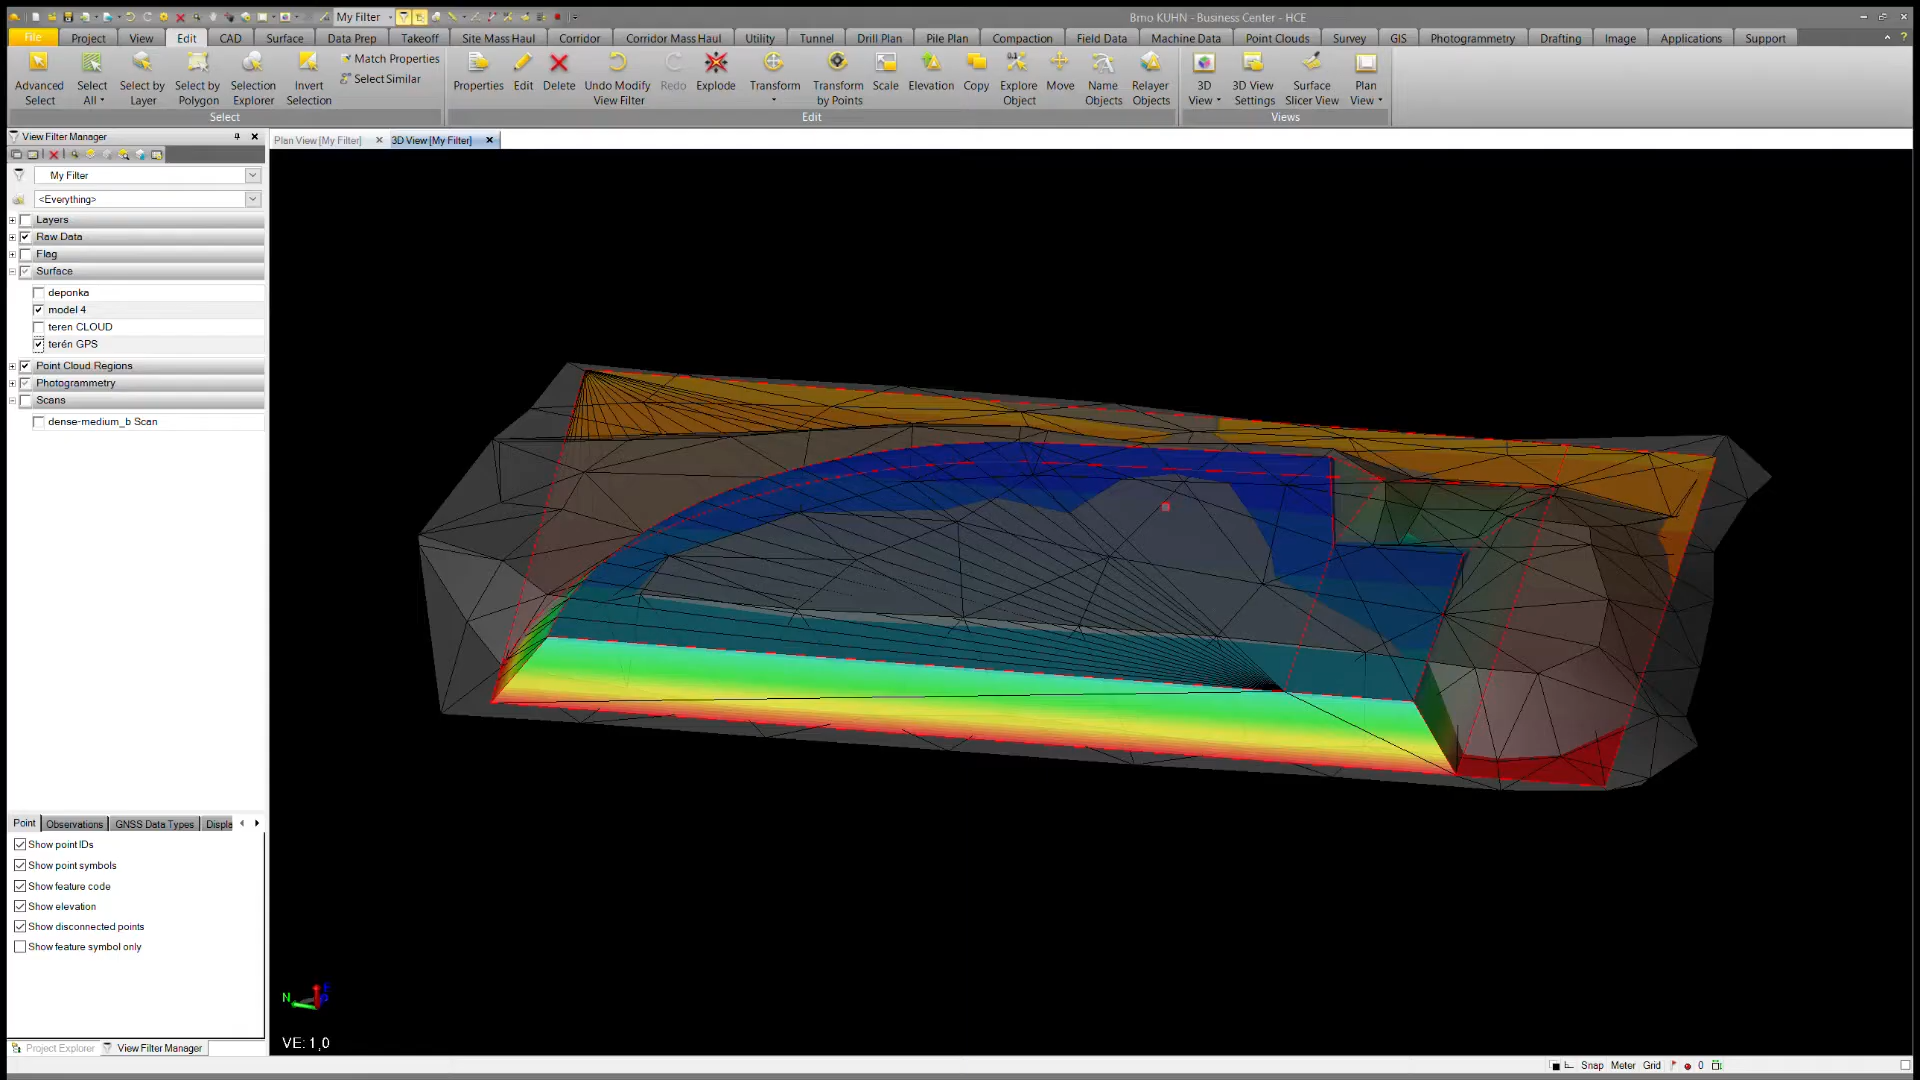 My Filter
Brno KUHN - Business Center - HCE
File Project View Edit CAD Surface Data Prep Takeoff Site Mass Haul Corridor Corridor Mass Haul Utility Tunnel Drill Plan Pile Plan Compaction Field Data Machine Data Point Clouds Survey GIS Photogrammetry Drafting Image Applications Support
Advanced Select
Select All
Select by Layer
Select by Polygon
Selection Explorer
Invert Selection
Match Properties
Select Similar
Properties
Edit
Delete
Undo Modify View Filter
Redo
Explode
Transform
Transform by Points
Scale
Elevation
Copy
Explore Object
Move
Name Objects
Relayer Objects
3D View
3D View Settings
Surface Slicer View
Plan View
Select
Edit
Views
View Filter Manager
Plan View [My Filter]
3D View [My Filter]
My Filter
<Everything>
Layers
Raw Data
Flag
Surface
deponka
model 4
teren CLOUD
terén GPS
Point Cloud Regions
Photogrammetry
Scans
dense-medium_b Scan
Point Observations GNSS Data Types Displa
Show point IDs
Show point symbols
Show feature code
Show elevation
Show disconnected points
Show feature symbol only
N
VE: 1,0
Project Explorer View Filter Manager
Snap Meter Grid 0